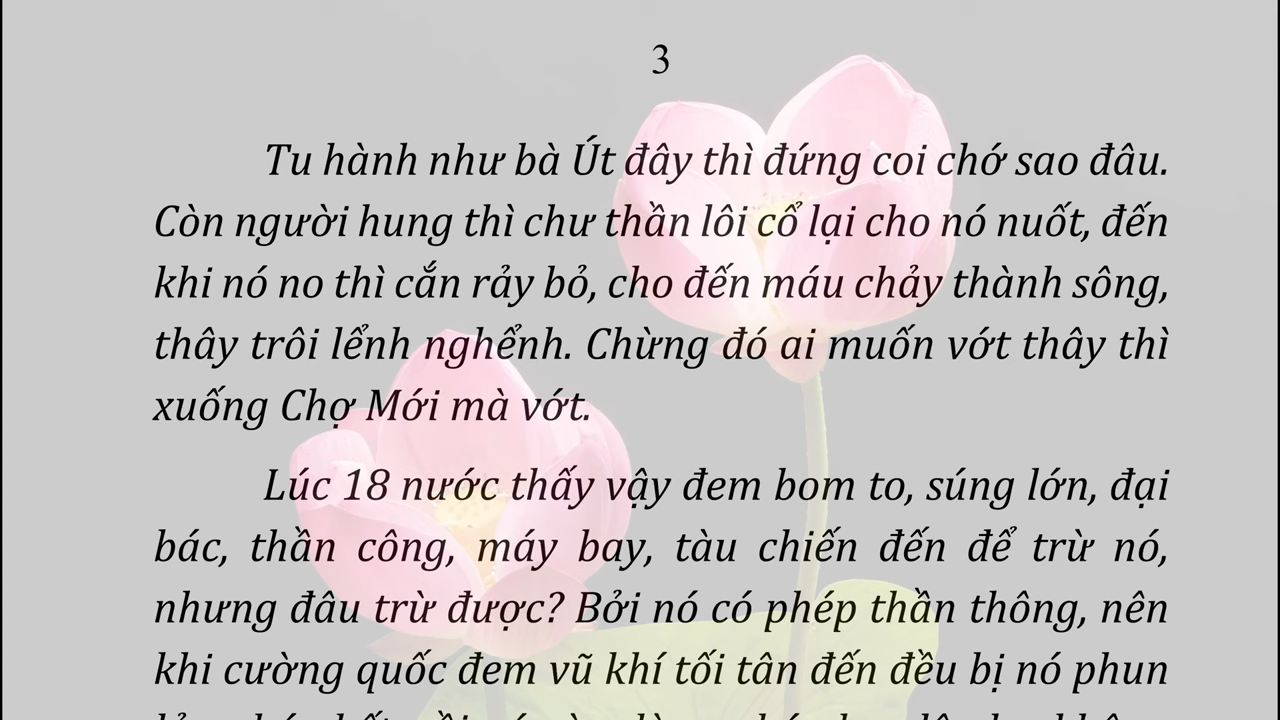 3
Tu hành như bà Út đây thì đứng coi chớ sao đâu.
Còn người hung thì chư thần lôi cổ lại cho nó nuốt, đến
khi nó no thì cắn rảy bỏ, cho đến máu chảy thành sông,
thây trôi lểnh nghểnh. Chừng đó ai muốn vớt thây thì
xuống Chợ Mới mà vớt.
Lúc 18 nước thấy vậy đem bom to, súng lớn, đại
bác, thần công, máy bay, tàu chiến đến để trừ nó,
nhưng đâu trừ được? Bởi nó có phép thần thông, nên
khi cường quốc đem vũ khí tối tân đến đều bị nó phun